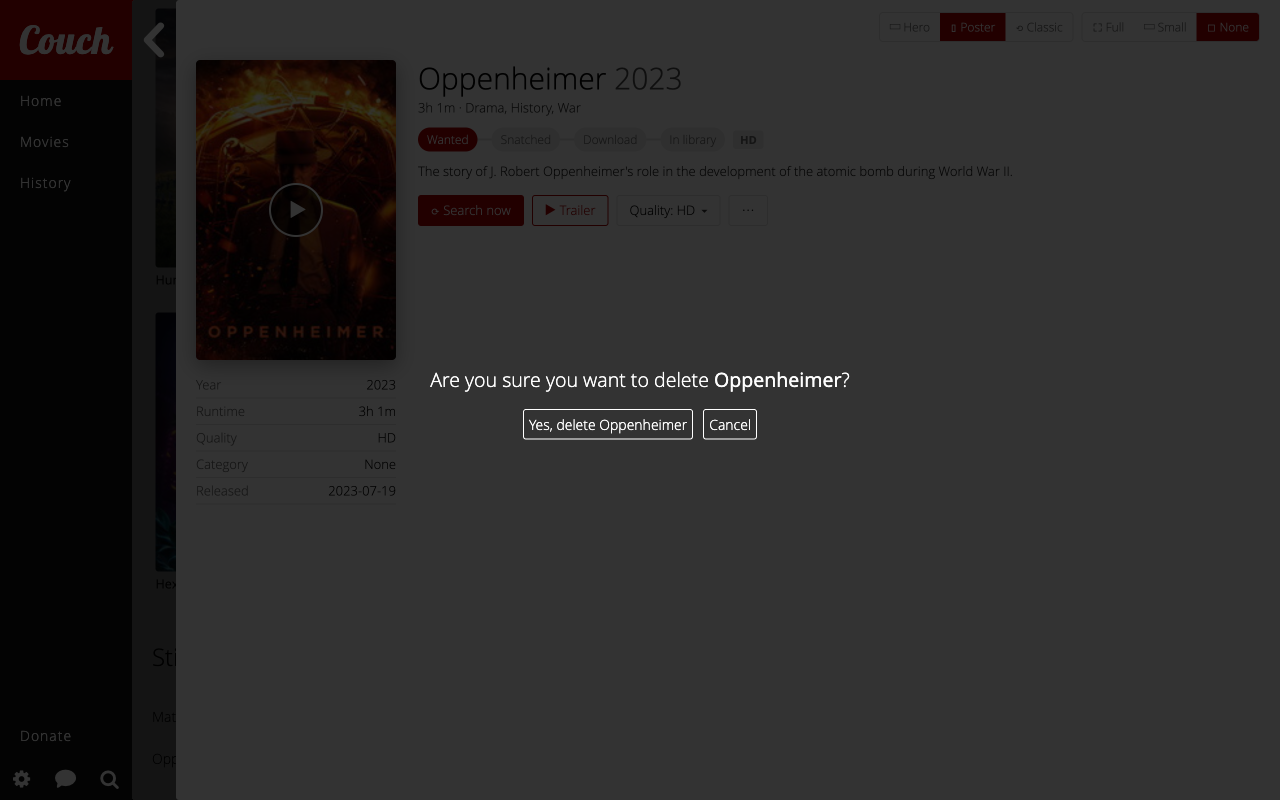 Couch
Home
Movies
History
Donate
Hero
Poster
Classic
Full
Small
None
Oppenheimer 2023
3h 1m · Drama, History, War
Wanted
Snatched
Download
In library
HD
The story of J. Robert Oppenheimer's role in the development of the atomic bomb during World War II.
Search now
Trailer
Quality: HD
...
OPPENHEIMER
Year 2023
Runtime 3h 1m
Quality HD
Category None
Released 2023-07-19
Are you sure you want to delete Oppenheimer?
Yes, delete Oppenheimer
Cancel